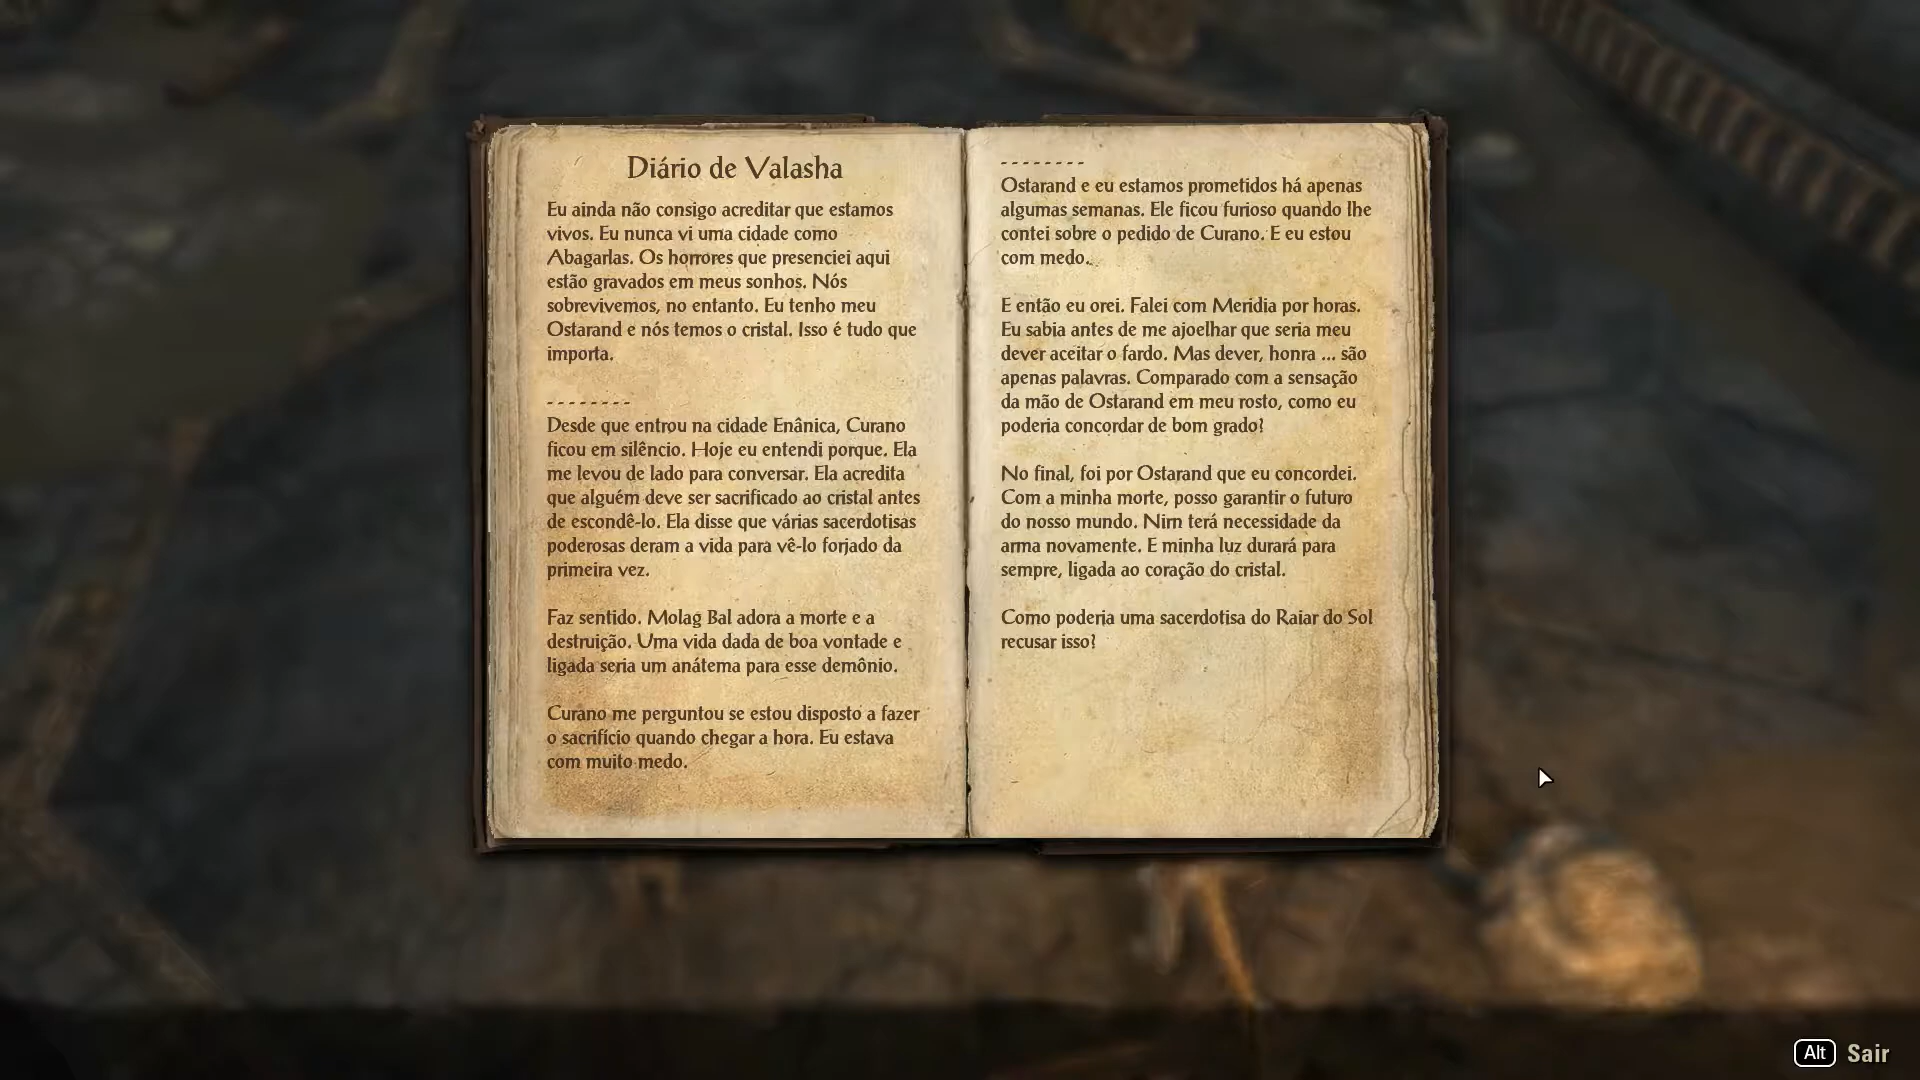 Diário de Valasha
Eu ainda não consigo acreditar que estamos
vivos. Eu nunca vi uma cidade como
Abagarlas. Os horrores que presenciei aqui
estão gravados em meus sonhos. Nós
sobrevivemos, no entanto. Eu tenho meu
Ostarand e nós temos o cristal. Isso é tudo que
importa.
--------
Desde que entrou na cidade Enânica, Curano
ficou em silêncio. Hoje eu entendi porque. Ela
me levou de lado para conversar. Ela acredita
que alguém deve ser sacrificado ao cristal antes
de escondê-lo. Ela disse que várias sacerdotisas
poderosas deram a vida para vê-lo forjado da
primeira vez.
Faz sentido. Molag Bal adora a morte e a
destruição. Uma vida dada de boa vontade e
ligada seria um anátema para esse demônio.
Curano me perguntou se estou disposto a fazer
o sacrifício quando chegar a hora. Eu estava
com muito medo.
--------
Ostarand e eu estamos prometidos há apenas
algumas semanas. Ele ficou furioso quando lhe
contei sobre o pedido de Curano. E eu estou
com medo.
E então eu orei. Falei com Meridia por horas.
Eu sabia antes de me ajoelhar que seria meu
dever aceitar o fardo. Mas dever, honra ... são
apenas palavras. Comparado com a sensação
da mão de Ostarand em meu rosto, como eu
poderia concordar de bom grado?
No final, foi por Ostarand que eu concordei.
Com a minha morte, posso garantir o futuro
do nosso mundo. Nirn terá necessidade da
arma novamente. E minha luz durará para
sempre, ligada ao coração do cristal.
Como poderia uma sacerdotisa do Raiar do Sol
recusar isso?
Alt Sair